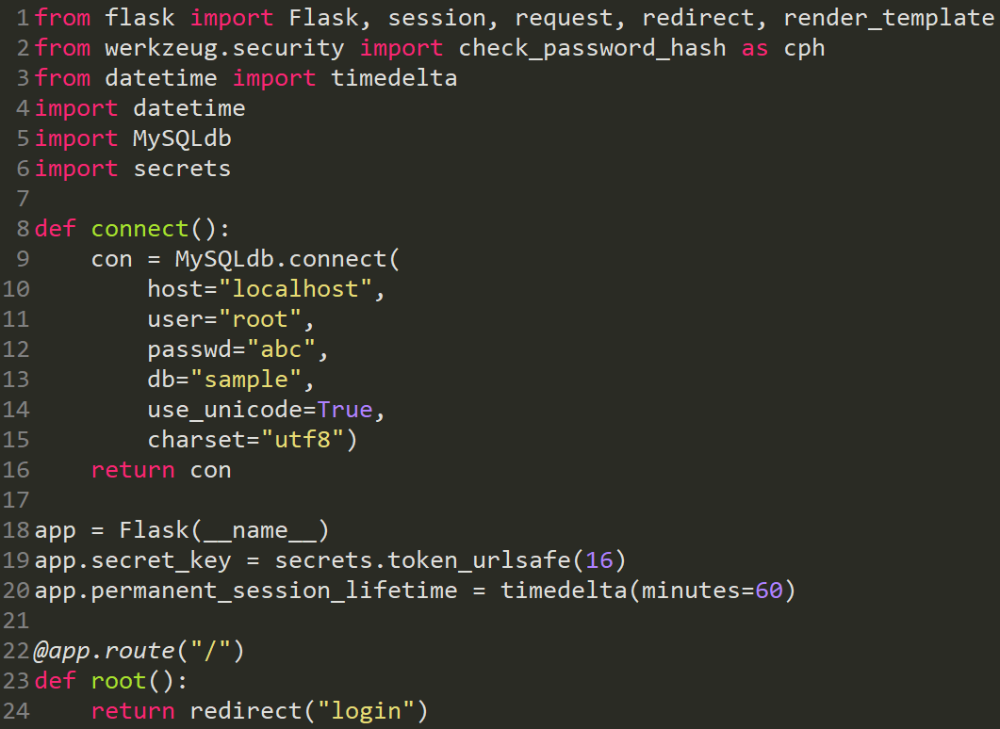 1 from flask import Flask, session, request, redirect, render_template
2 from werkzeug.security import check_password_hash as cph
3 from datetime import timedelta
4 import datetime
5 import MySQLdb
6 import secrets
7
8 def connect():
9     con = MySQLdb.connect(
10         host="localhost",
11         user="root",
12         passwd="abc",
13         db="sample",
14         use_unicode=True,
15         charset="utf8")
16     return con
17
18 app = Flask(__name__)
19 app.secret_key = secrets.token_urlsafe(16)
20 app.permanent_session_lifetime = timedelta(minutes=60)
21
22 @app.route("/")
23 def root():
24     return redirect("login")